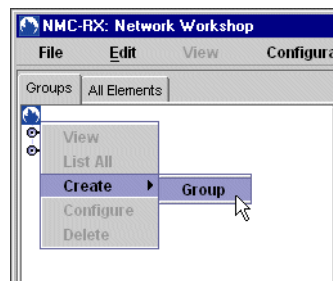 NMC-RX: Network Workshop
File Edit View Configura
Groups All Elements
View
List All
Create Group
Configure
Delete